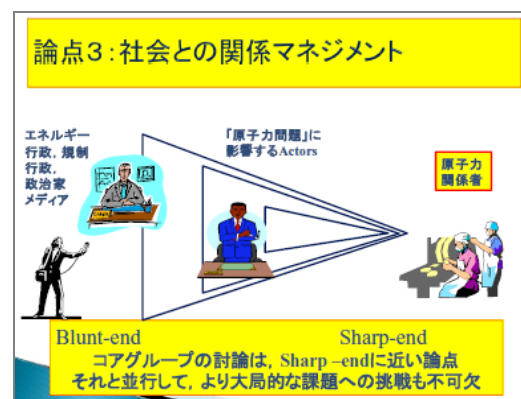 論点３：社会との関係マネジメント
エネルギー
行政，規制
行政，
政治家
メディア
「原子力問題」に
影響するActors
原子力
関係者
Blunt-end
Sharp-end
コアグループの討論は，Sharp –endに近い論点
それと並行して，より大局的な課題への挑戦も不可欠